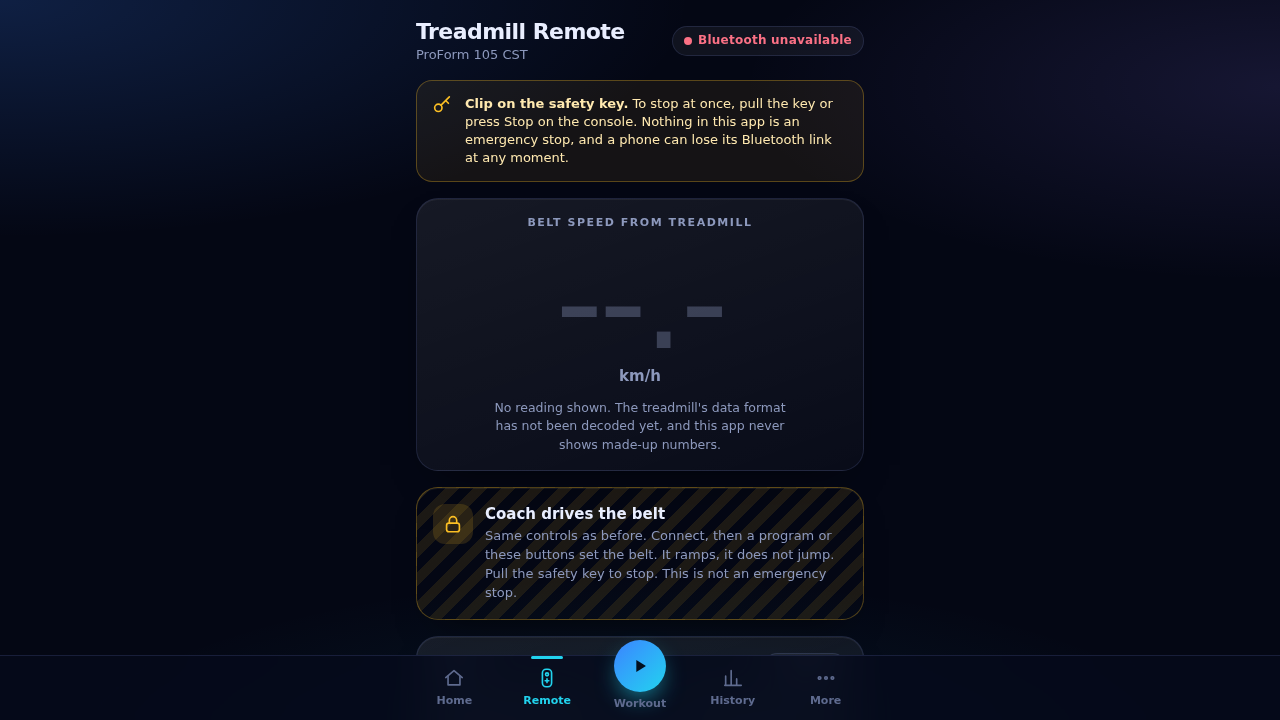 Treadmill Remote
ProForm 105 CST
Bluetooth unavailable
Clip on the safety key. To stop at once, pull the key or
press Stop on the console. Nothing in this app is an
emergency stop, and a phone can lose its Bluetooth link
at any moment.
BELT SPEED FROM TREADMILL
--.-
km/h
No reading shown. The treadmill's data format
has not been decoded yet, and this app never
shows made-up numbers.
Coach drives the belt
Same controls as before. Connect, then a program or
these buttons set the belt. It ramps, it does not jump.
Pull the safety key to stop. This is not an emergency
stop.
Home
Remote
Workout
History
More